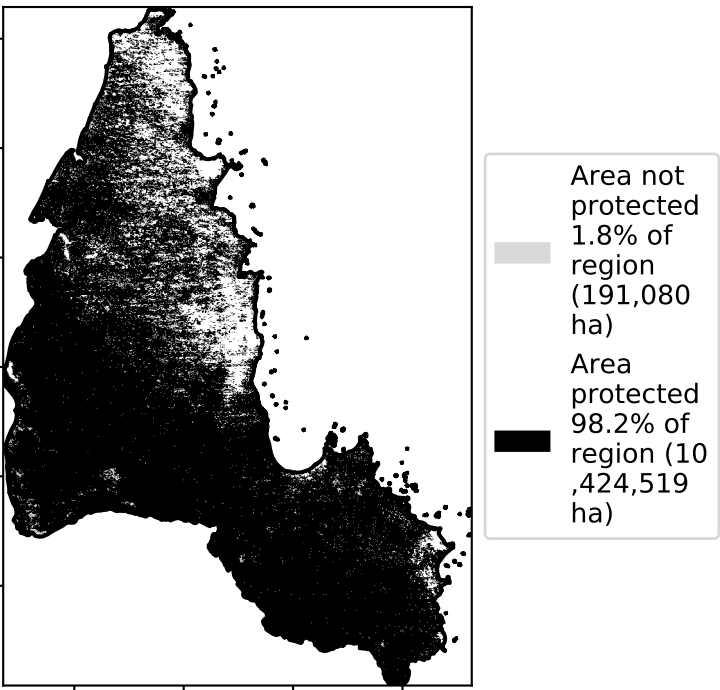 Area not
protected
1.8% of
region
(191,080
ha)
Area
protected
98.2% of
region (10
,424,519
ha)